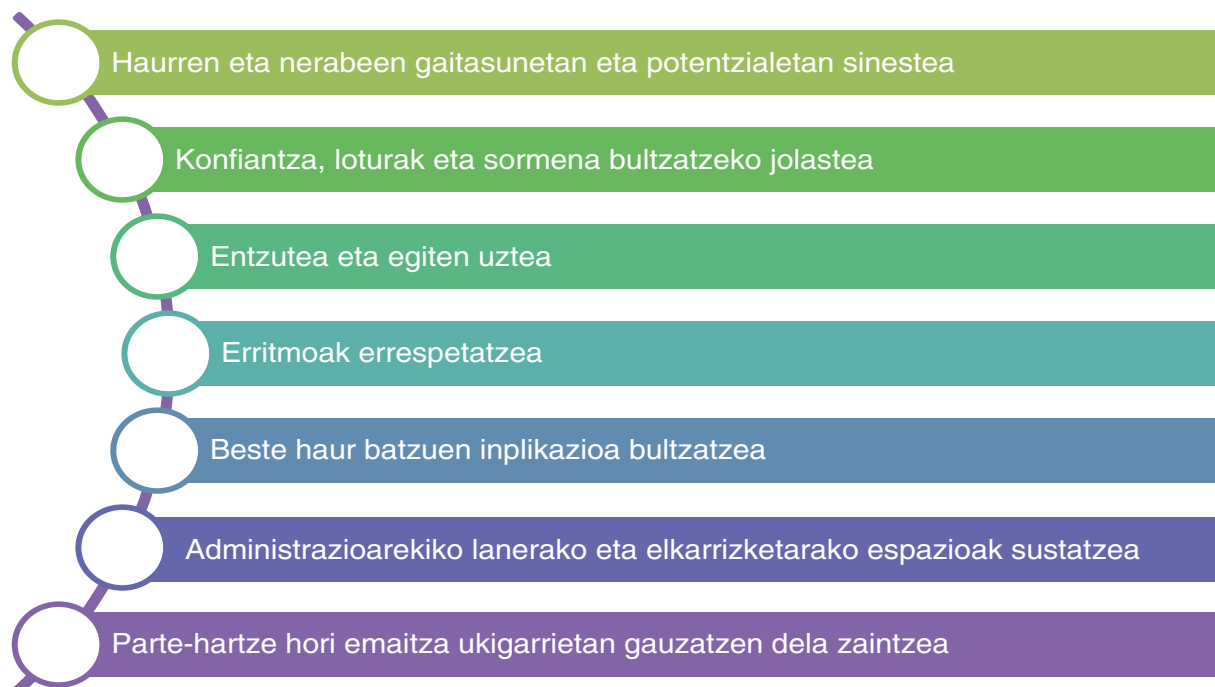 Haurren eta nerabeen gaitasunetan eta potentzialetan sinestea
Konfiantza, loturak eta sormena bultzatzeko jolastea
Entzutea eta egiten uztea
Erritmoak errespetatzea
Beste haur batzuen inplikazioa bultzatzea
Administrazioarekiko lanerako eta elkarrizketarako espazioak sustatzea
Parte-hartze hori emaitza ukigarrietan gauzatzen dela zaintzea